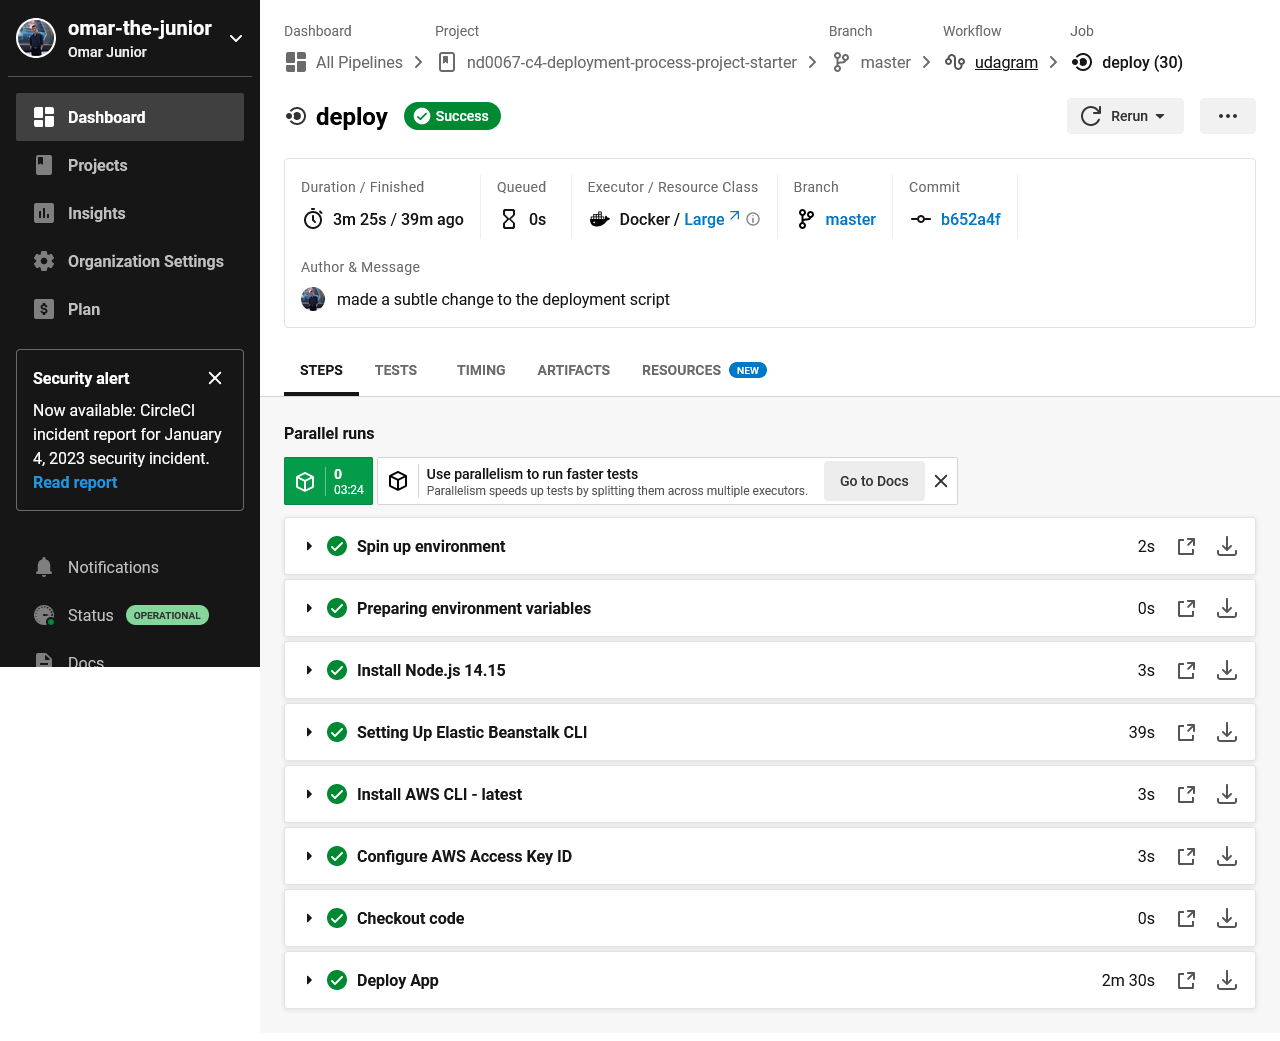 omar-the-junior
Omar Junior
Dashboard
Projects
Insights
Organization Settings
Plan
Security alert
Now available: CircleCI
incident report for January
4, 2023 security incident.
Read report
Notifications
Status OPERATIONAL
Docs
Dashboard Project Branch Workflow Job
All Pipelines nd0067-c4-deployment-process-project-starter master udagram deploy (30)
deploy Success Rerun
Duration / Finished Queued Executor / Resource Class Branch Commit
3m 25s / 39m ago 0s Docker / Large master b652a4f
Author & Message
made a subtle change to the deployment script
STEPS TESTS TIMING ARTIFACTS RESOURCES NEW
Parallel runs
0
03:24
Use parallelism to run faster tests
Parallelism speeds up tests by splitting them across multiple executors.
Go to Docs
Spin up environment 2s
Preparing environment variables 0s
Install Node.js 14.15 3s
Setting Up Elastic Beanstalk CLI 39s
Install AWS CLI - latest 3s
Configure AWS Access Key ID 3s
Checkout code 0s
Deploy App 2m 30s